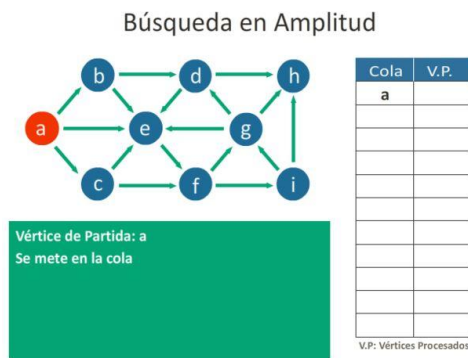 Búsqueda en Amplitud
b d h
a e g
c f i
Cola V.P.
a
Vértice de Partida: a
Se mete en la cola
V.P: Vértices Procesados